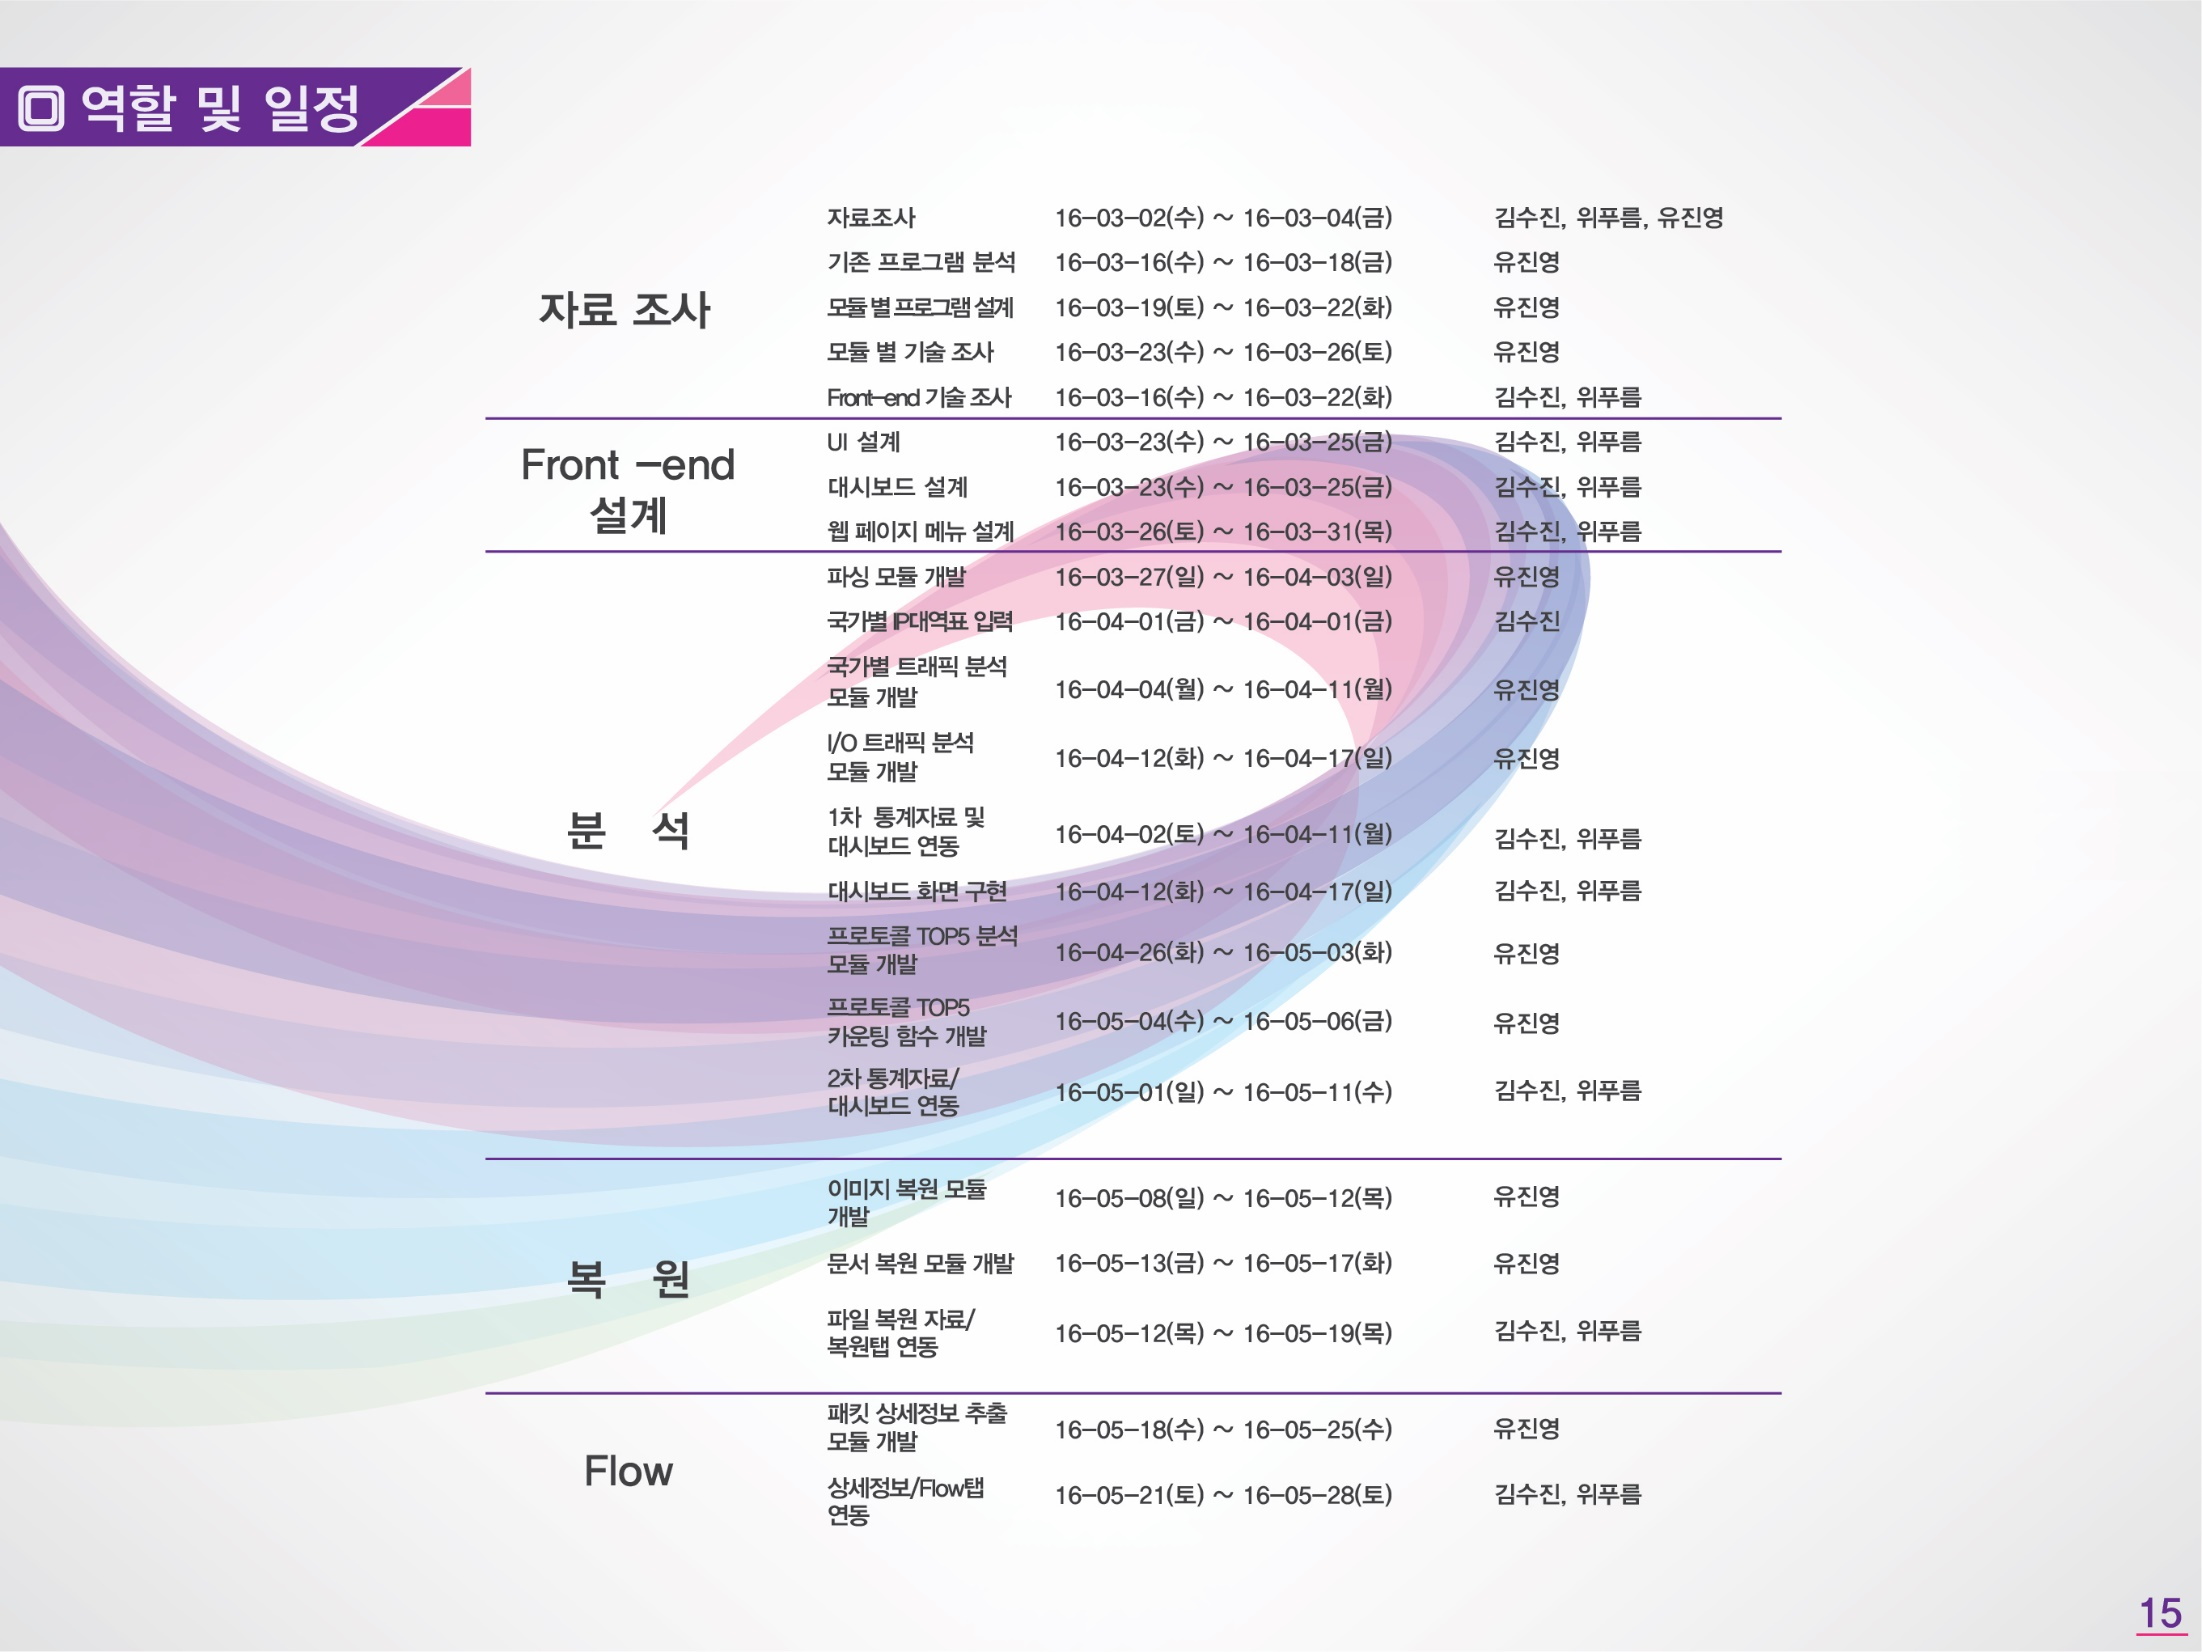 역할 및 일정
자료 조사
자료조사 16-03-02(수) ~ 16-03-04(금) 김수진, 위푸름, 유진영
기존 프로그램 분석 16-03-16(수) ~ 16-03-18(금) 유진영
모듈 별 프로그램 설계 16-03-19(토) ~ 16-03-22(화) 유진영
모듈 별 기술 조사 16-03-23(수) ~ 16-03-26(토) 유진영
Front-end 기술 조사 16-03-16(수) ~ 16-03-22(화) 김수진, 위푸름
Front -end
설계
UI 설계 16-03-23(수) ~ 16-03-25(금) 김수진, 위푸름
대시보드 설계 16-03-23(수) ~ 16-03-25(금) 김수진, 위푸름
웹 페이지 메뉴 설계 16-03-26(토) ~ 16-03-31(목) 김수진, 위푸름
분 석
파싱 모듈 개발 16-03-27(일) ~ 16-04-03(일) 유진영
국가별 IP대역표 입력 16-04-01(금) ~ 16-04-01(금) 김수진
국가별 트래픽 분석
모듈 개발 16-04-04(월) ~ 16-04-11(월) 유진영
I/O 트래픽 분석
모듈 개발 16-04-12(화) ~ 16-04-17(일) 유진영
1차 통계자료 및
대시보드 연동 16-04-02(토) ~ 16-04-11(월) 김수진, 위푸름
대시보드 화면 구현 16-04-12(화) ~ 16-04-17(일) 김수진, 위푸름
프로토콜 TOP5 분석
모듈 개발 16-04-26(화) ~ 16-05-03(화) 유진영
프로토콜 TOP5
카운팅 함수 개발 16-05-04(수) ~ 16-05-06(금) 유진영
2차 통계자료/
대시보드 연동 16-05-01(일) ~ 16-05-11(수) 김수진, 위푸름
복 원
이미지 복원 모듈
개발 16-05-08(일) ~ 16-05-12(목) 유진영
문서 복원 모듈 개발 16-05-13(금) ~ 16-05-17(화) 유진영
파일 복원 자료/
복원탭 연동 16-05-12(목) ~ 16-05-19(목) 김수진, 위푸름
Flow
패킷 상세정보 추출
모듈 개발 16-05-18(수) ~ 16-05-25(수) 유진영
상세정보/Flow탭
연동 16-05-21(토) ~ 16-05-28(토) 김수진, 위푸름
15